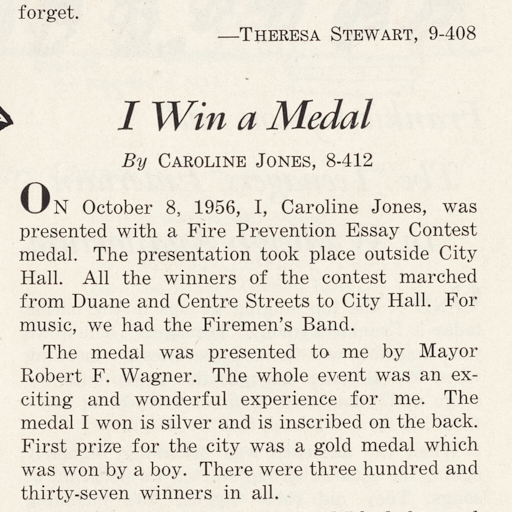 forget.
—THERESA STEWART, 9-408
I Win a Medal
By CAROLINE JONES, 8-412
ON October 8, 1956, I, Caroline Jones, was
presented with a Fire Prevention Essay Contest
medal. The presentation took place outside City
Hall. All the winners of the contest marched
from Duane and Centre Streets to City Hall. For
music, we had the Firemen's Band.
The medal was presented to me by Mayor
Robert F. Wagner. The whole event was an ex-
citing and wonderful experience for me. The
medal I won is silver and is inscribed on the back.
First prize for the city was a gold medal which
was won by a boy. There were three hundred and
thirty-seven winners in all.